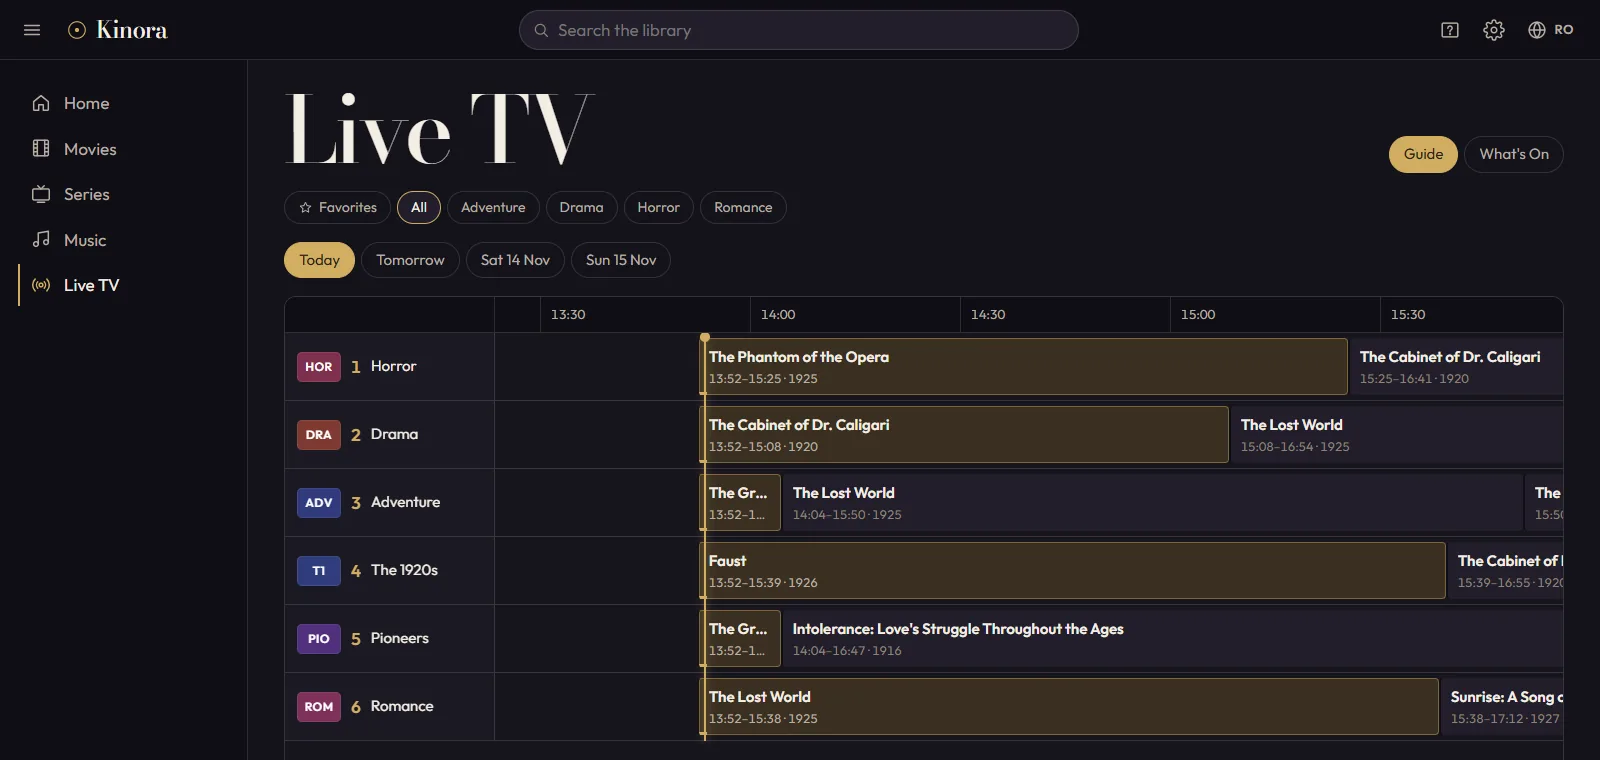 Kinora
Search the library
RO
Home
Movies
Series
Music
Live TV
Live TV
Guide
What's On
Favorites
All
Adventure
Drama
Horror
Romance
Today
Tomorrow
Sat 14 Nov
Sun 15 Nov
13:30
14:00
14:30
15:00
15:30
HOR 1 Horror
The Phantom of the Opera
13:52–15:25 · 1925
The Cabinet of Dr. Caligari
15:25–16:41 · 1920
DRA 2 Drama
The Cabinet of Dr. Caligari
13:52–15:08 · 1920
The Lost World
15:08–16:54 · 1925
ADV 3 Adventure
The Gr...
13:52–1...
The Lost World
14:04–15:50 · 1925
The
15:50
T1 4 The 1920s
Faust
13:52–15:39 · 1926
The Cabinet of
15:39–16:55 · 1920
PIO 5 Pioneers
The Gr...
13:52–1...
Intolerance: Love's Struggle Throughout the Ages
14:04–16:47 · 1916
ROM 6 Romance
The Lost World
13:52–15:38 · 1925
Sunrise: A Song o
15:38–17:12 · 1927